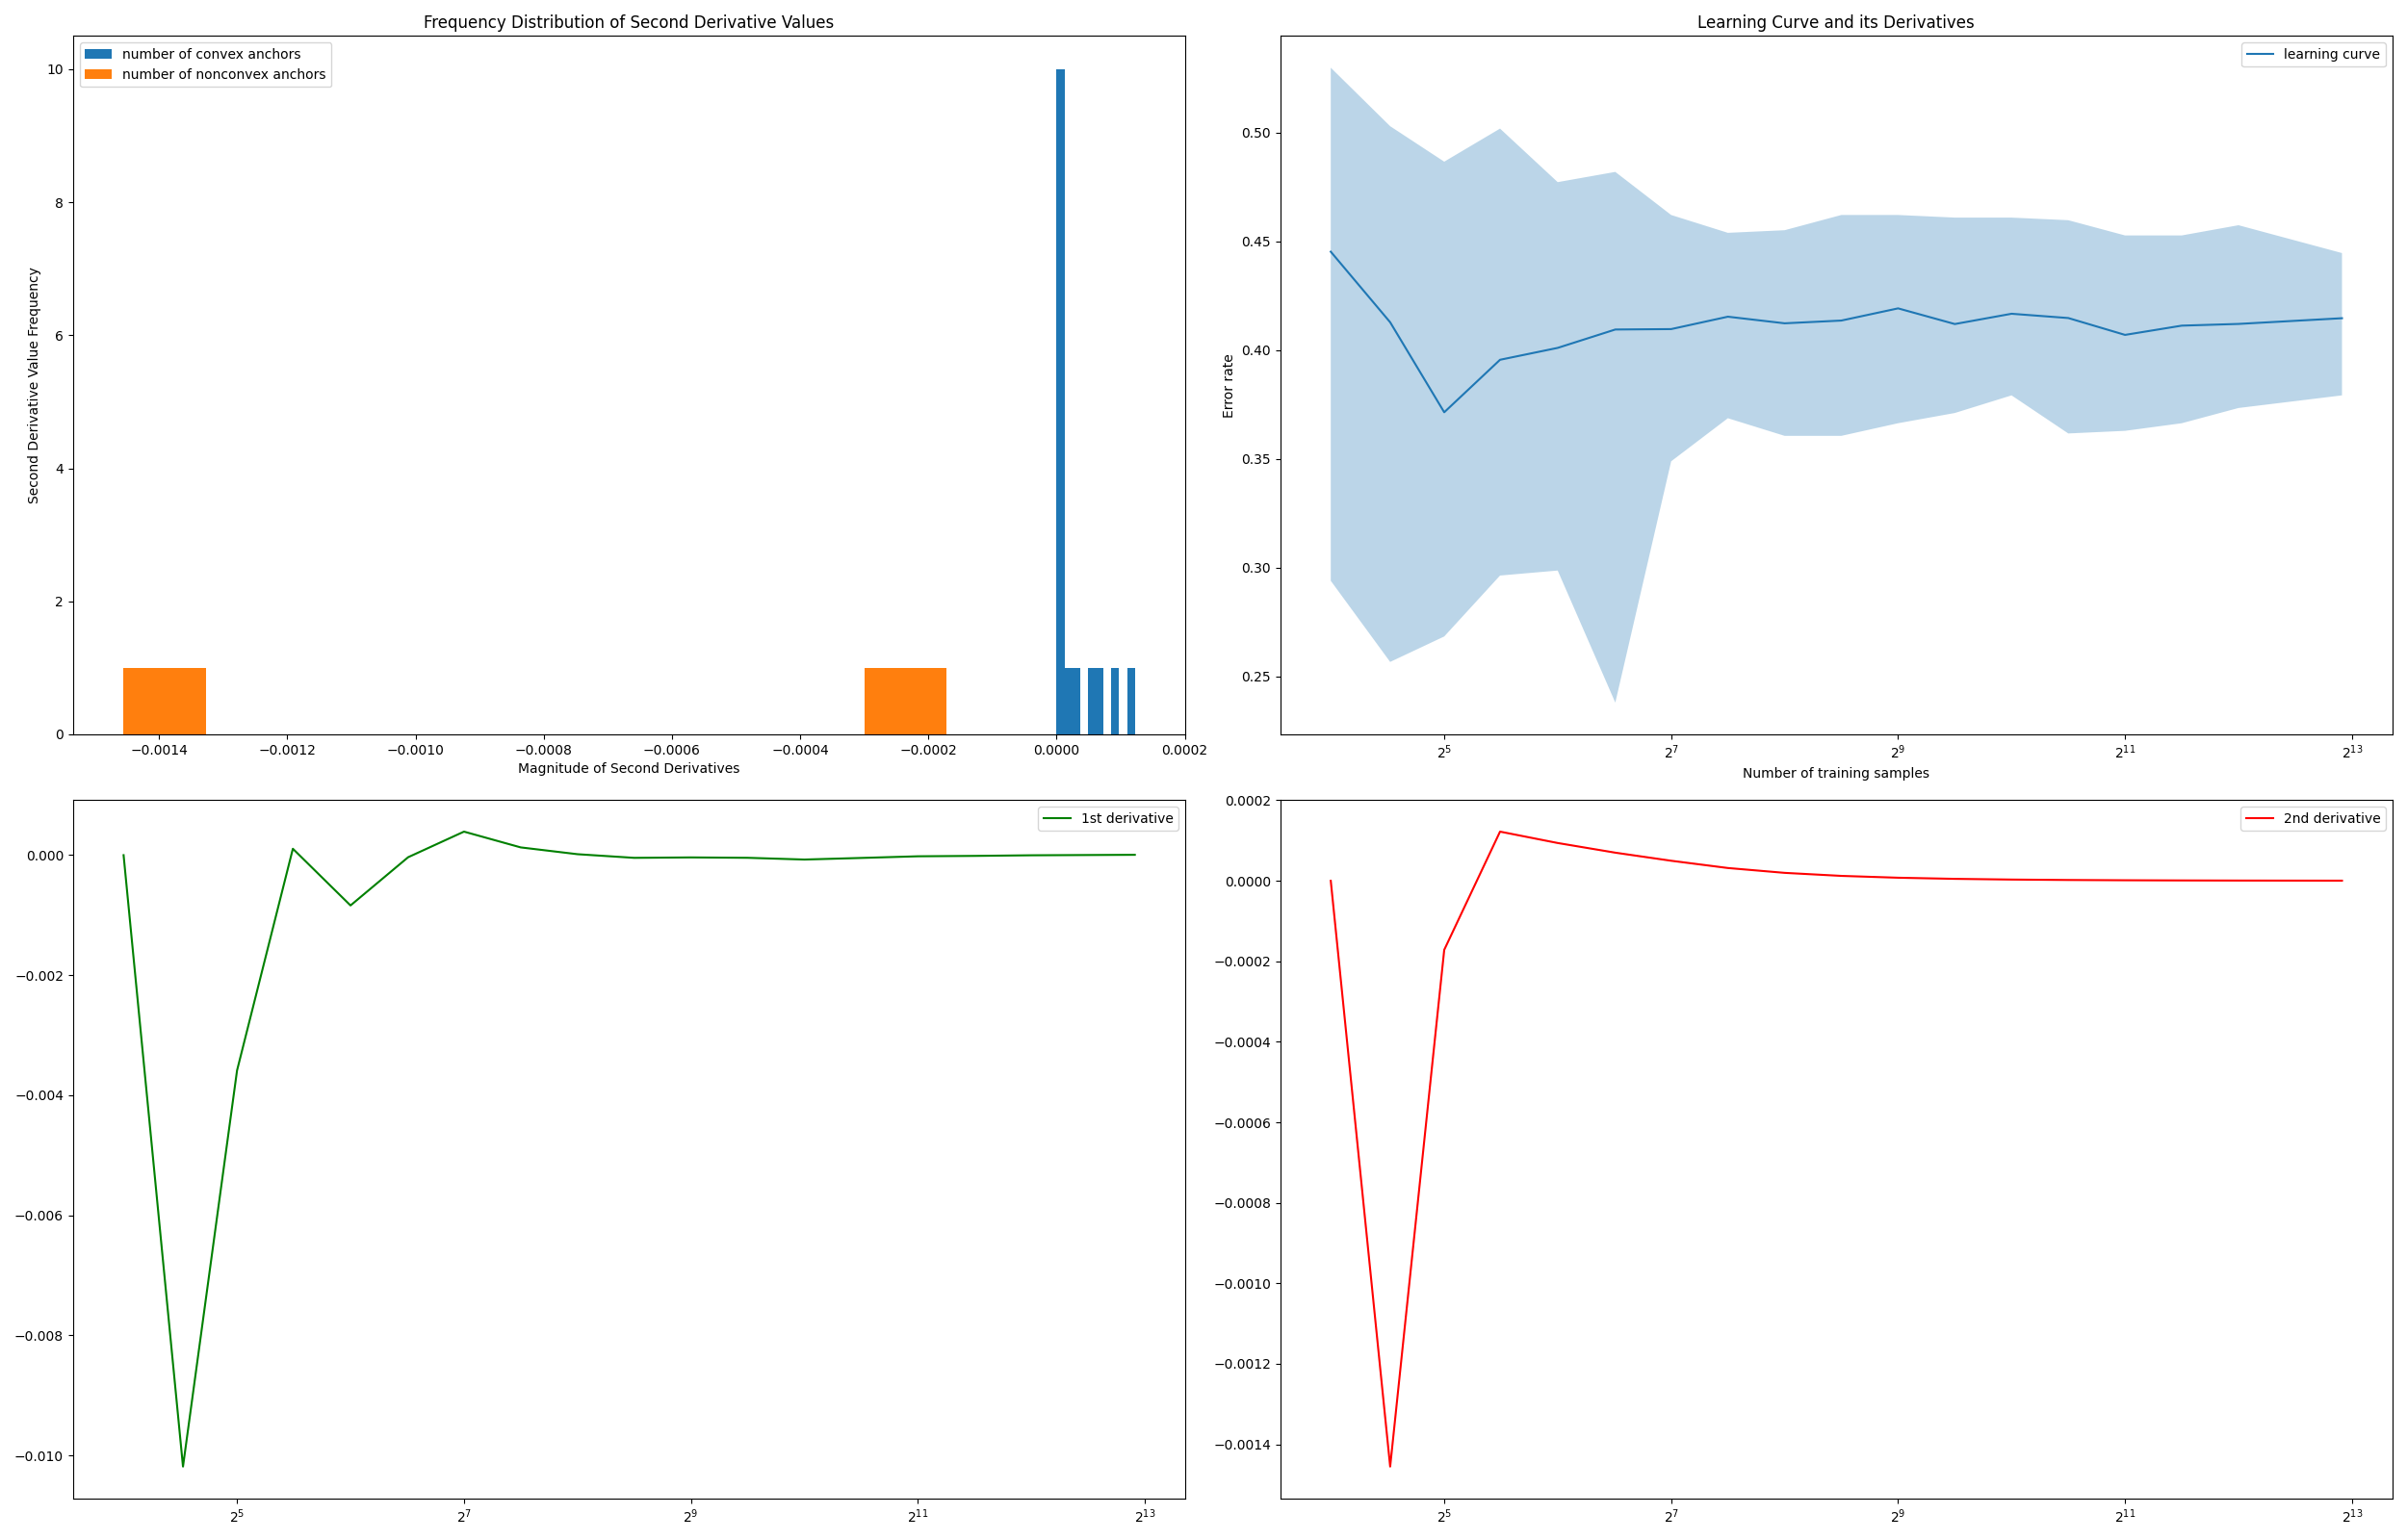 Frequency Distribution of Second Derivative Values
number of convex anchors
number of nonconvex anchors
10
8
6
4
2
0
Second Derivative Value Frequency
−0.0014 −0.0012 −0.0010 −0.0008 −0.0006 −0.0004 −0.0002 0.0000 0.0002
Magnitude of Second Derivatives
Learning Curve and its Derivatives
learning curve
0.50
0.45
0.40
0.35
0.30
0.25
Error rate
2^5 2^7 2^9 2^11 2^13
Number of training samples
1st derivative
0.000
−0.002
−0.004
−0.006
−0.008
−0.010
2^5 2^7 2^9 2^11 2^13
2nd derivative
0.0002
0.0000
−0.0002
−0.0004
−0.0006
−0.0008
−0.0010
−0.0012
−0.0014
2^5 2^7 2^9 2^11 2^13